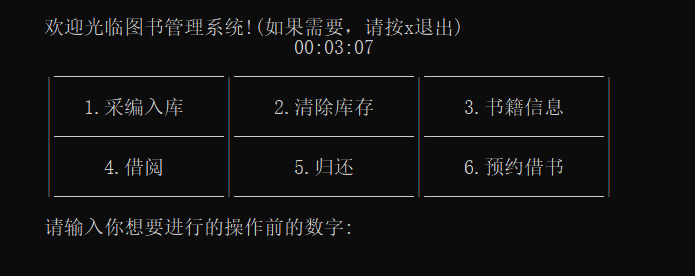 欢迎光临图书管理系统!(如果需要，请按x退出)
00:03:07
1.采编入库 2.清除库存 3.书籍信息
4.借阅 5.归还 6.预约借书
请输入你想要进行的操作前的数字: